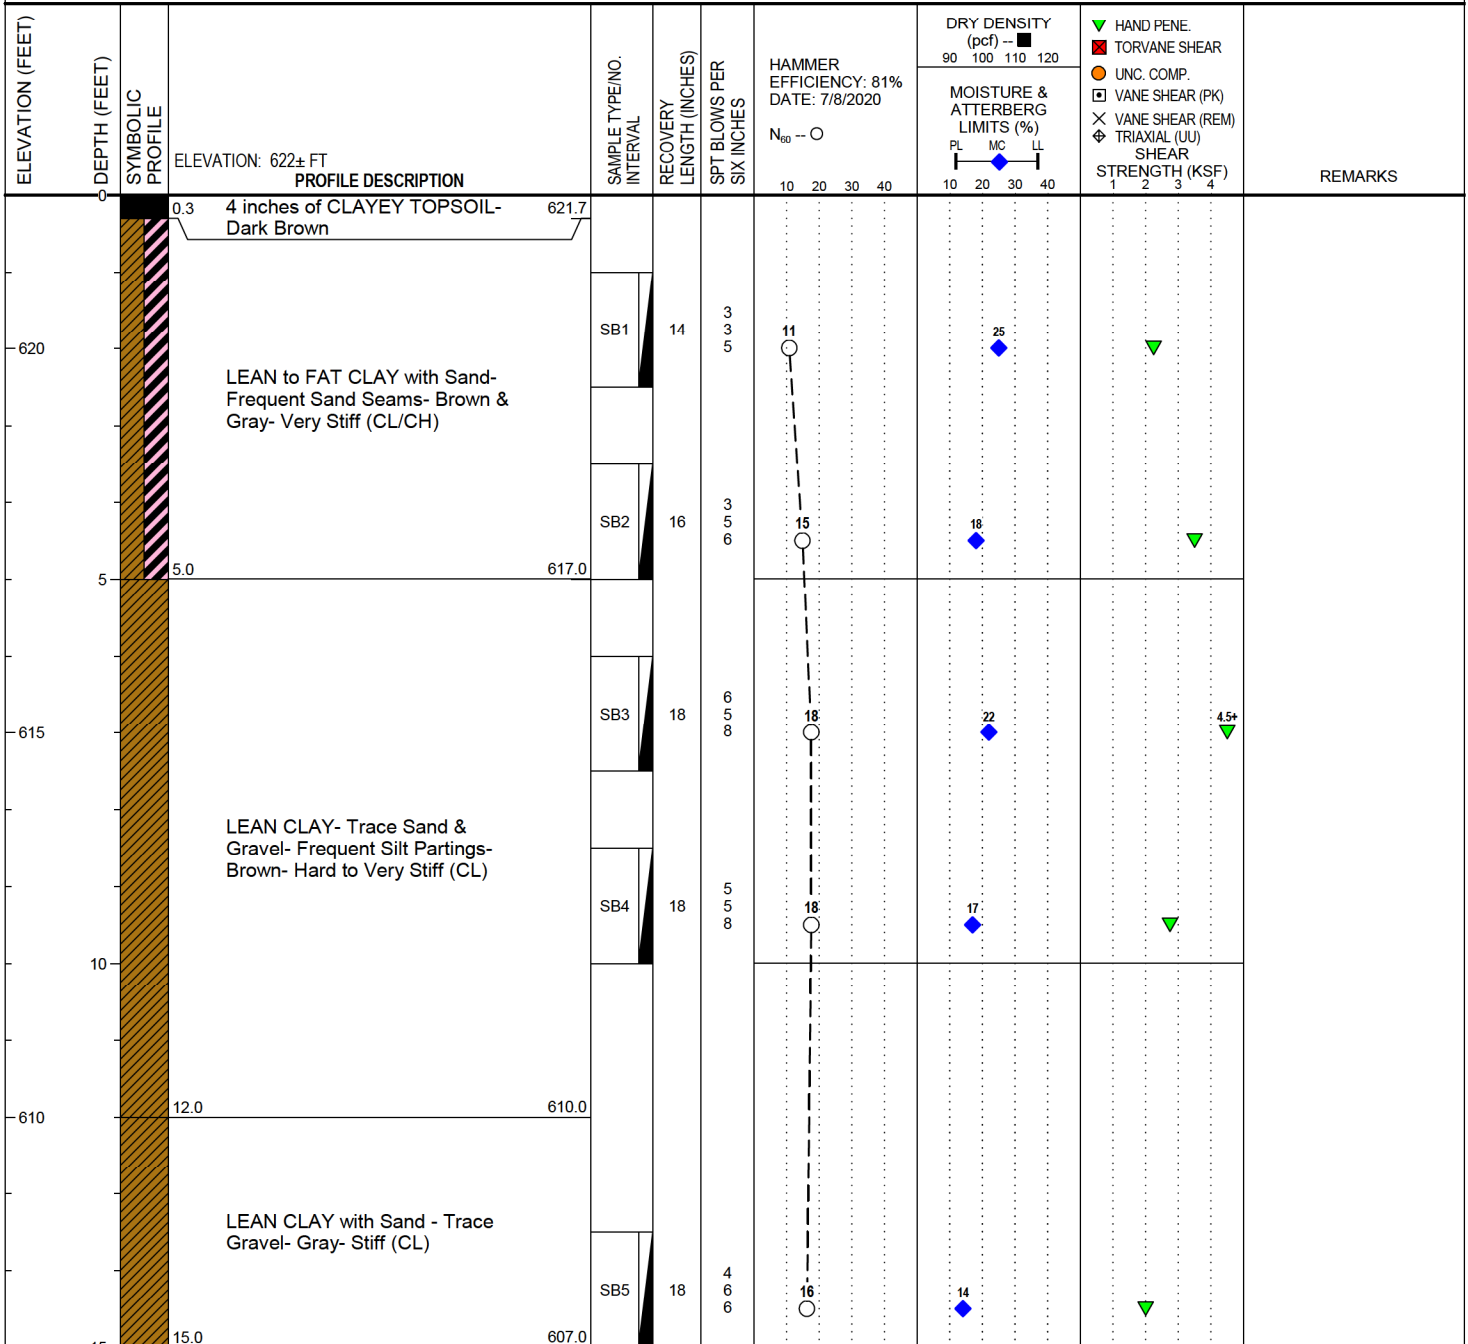 ELEVATION (FEET)
DEPTH (FEET)
SYMBOLIC
PROFILE
ELEVATION: 622± FT
PROFILE DESCRIPTION
SAMPLE TYPE/NO.
INTERVAL
RECOVERY
LENGTH (INCHES)
SPT BLOWS PER
SIX INCHES
HAMMER
EFFICIENCY: 81%
DATE: 7/8/2020
N60 --
10 20 30 40
DRY DENSITY
(pcf) --
90 100 110 120
MOISTURE &
ATTERBERG
LIMITS (%)
PL MC LL
10 20 30 40
HAND PENE.
TORVANE SHEAR
UNC. COMP.
VANE SHEAR (PK)
VANE SHEAR (REM)
TRIAXIAL (UU)
SHEAR
STRENGTH (KSF)
1 2 3 4
REMARKS
0
0.3 4 inches of CLAYEY TOPSOIL- 621.7
Dark Brown
SB1 14
3
3
5
11 25
620
LEAN to FAT CLAY with Sand-
Frequent Sand Seams- Brown &
Gray- Very Stiff (CL/CH)
SB2 16
3
5
6
15 18
5 5.0 617.0
SB3 18
6
5
8
18 22 4.5+
615
LEAN CLAY- Trace Sand &
Gravel- Frequent Silt Partings-
Brown- Hard to Very Stiff (CL)
SB4 18
5
5
8
18 17
10
610 12.0 610.0
LEAN CLAY with Sand - Trace
Gravel- Gray- Stiff (CL)
SB5 18
4
6
6
16 14
15.0 607.0